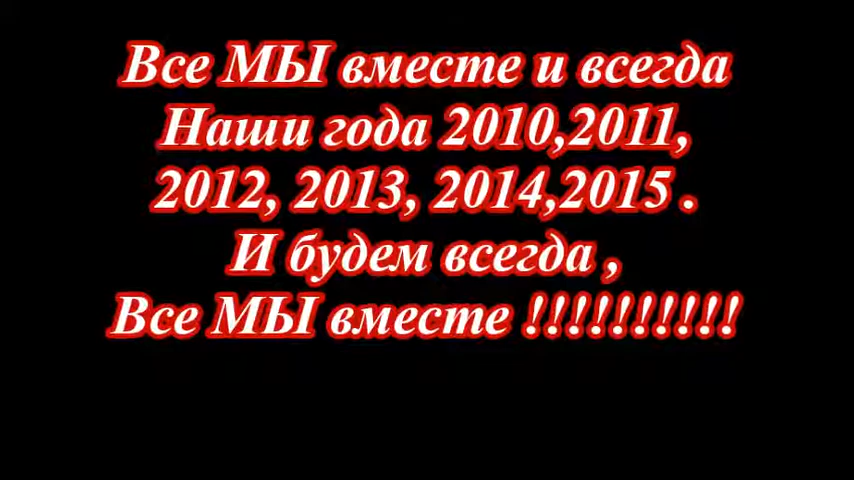 Все МЫ вместе и всегда
Наши года 2010,2011,
2012, 2013, 2014,2015 .
И будем всегда ,
Все МЫ вместе !!!!!!!!!!